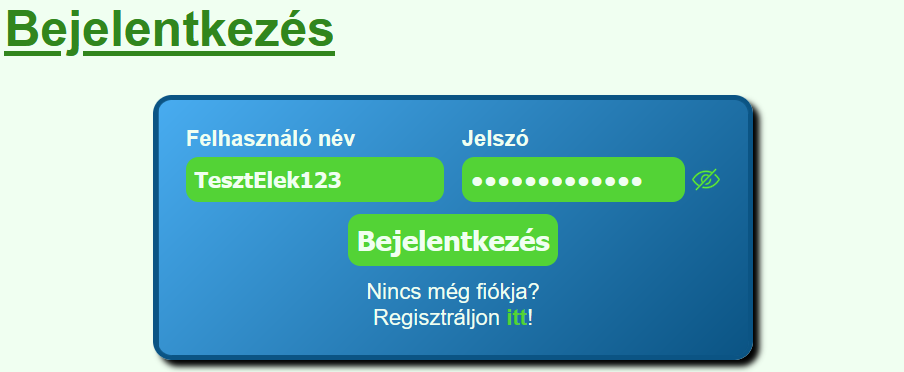 Bejelentkezés
Felhasználó név
Jelszó
TesztElek123
•••••••••••••
Bejelentkezés
Nincs még fiókja?
Regisztráljon itt!